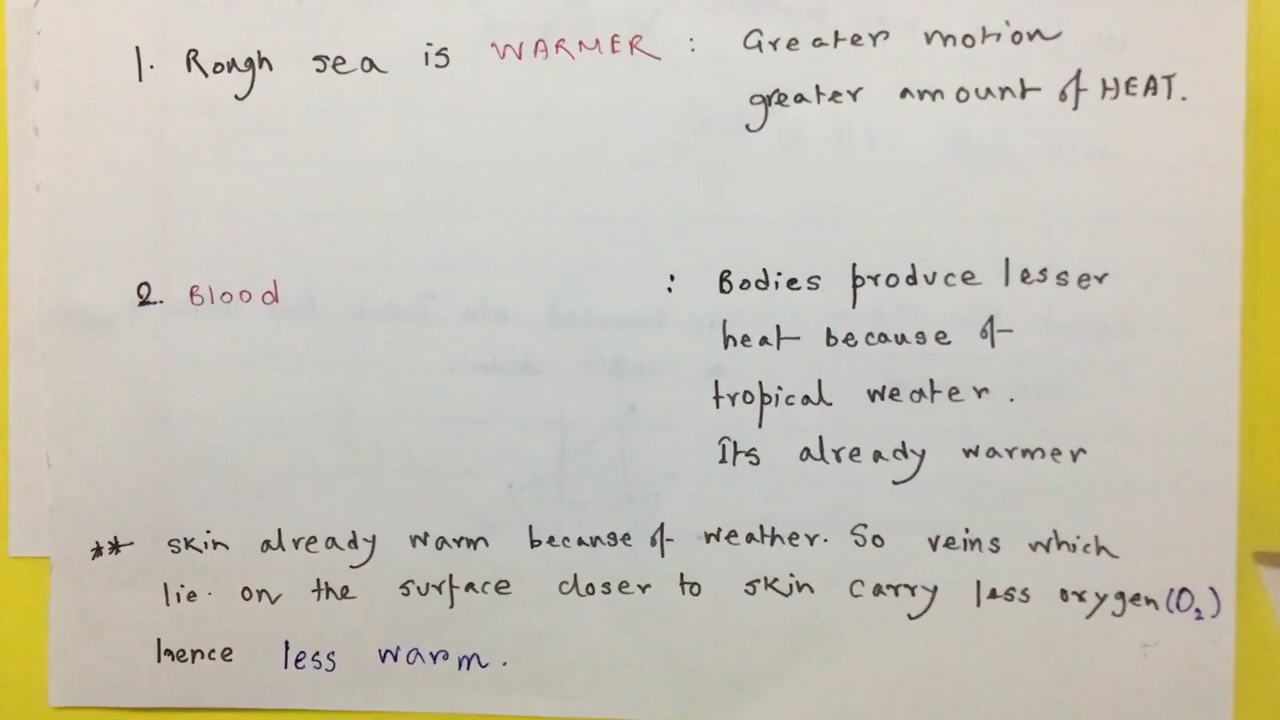 1. Rough sea is WARMER : Greater motion
greater amount of HEAT.
2. Blood : Bodies produce lesser
heat because of
tropical weater.
Its already warmer
** skin already warm because of weather. So veins which
lie. on the surface closer to skin carry less oxygen (O₂)
hence less warm.